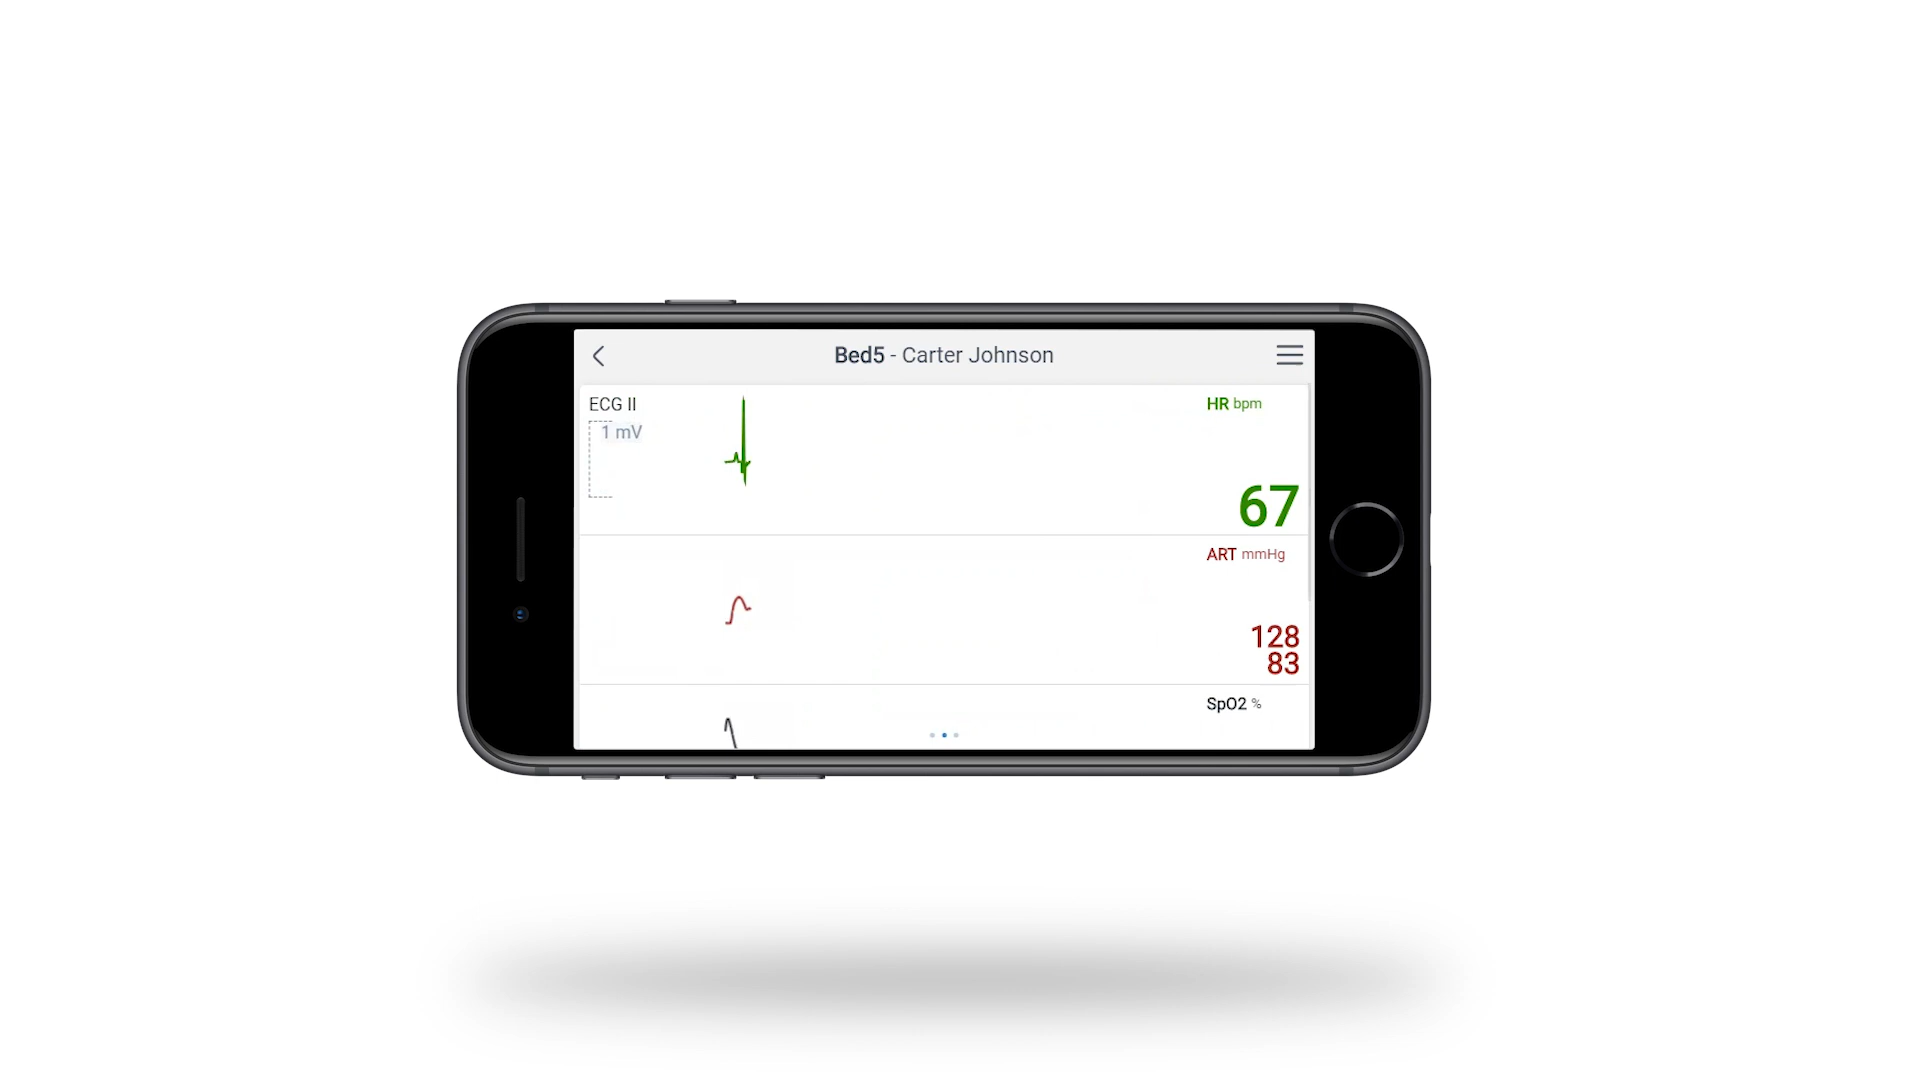 Bed5 - Carter Johnson
ECG II
1 mV
HR bpm
67
ART mmHg
128
83
SpO2 %